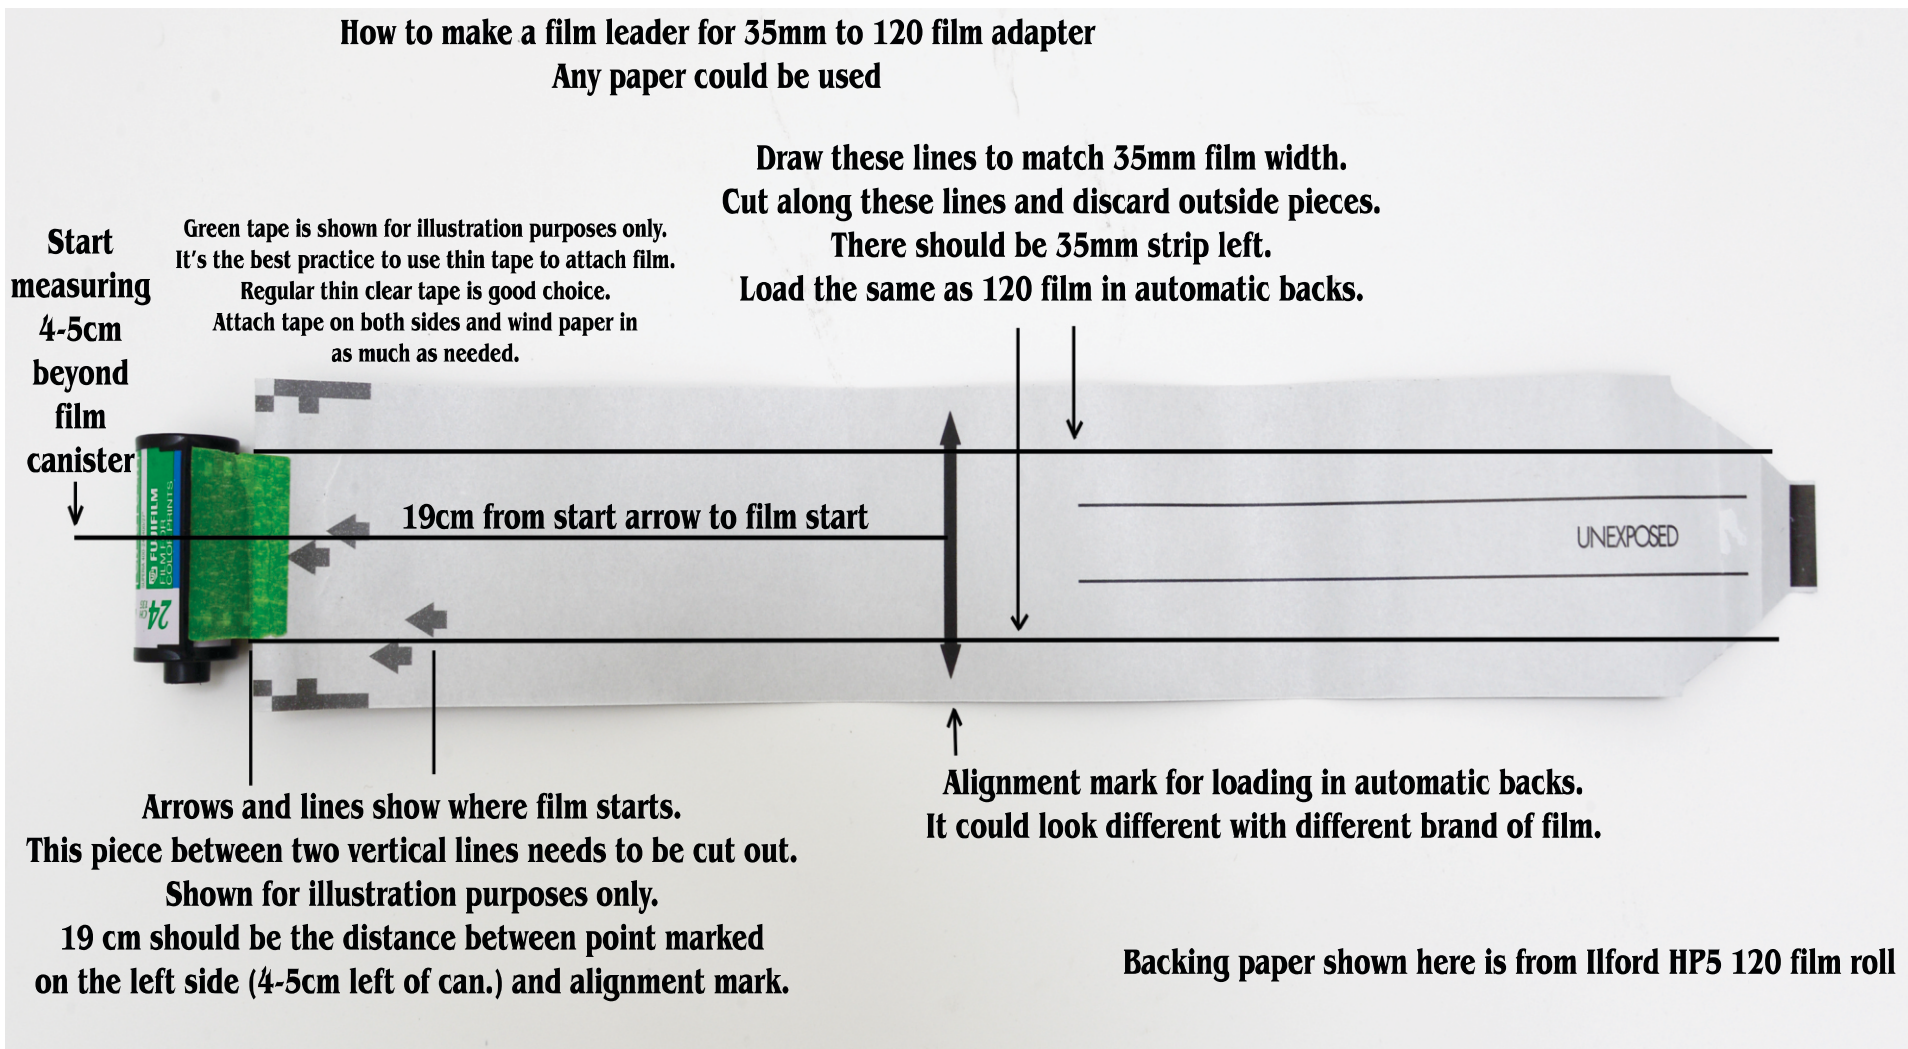 How to make a film leader for 35mm to 120 film adapter
Any paper could be used
Draw these lines to match 35mm film width.
Cut along these lines and discard outside pieces.
There should be 35mm strip left.
Load the same as 120 film in automatic backs.
Green tape is shown for illustration purposes only.
It's the best practice to use thin tape to attach film.
Regular thin clear tape is good choice.
Attach tape on both sides and wind paper in
as much as needed.
Start
measuring
4-5cm
beyond
film
canister
FUJIFILM
FILM FOR
COLOR PRINTS
24
19cm from start arrow to film start
UNEXPOSED
Arrows and lines show where film starts.
This piece between two vertical lines needs to be cut out.
Shown for illustration purposes only.
19 cm should be the distance between point marked
on the left side (4-5cm left of can.) and alignment mark.
Alignment mark for loading in automatic backs.
It could look different with different brand of film.
Backing paper shown here is from Ilford HP5 120 film roll